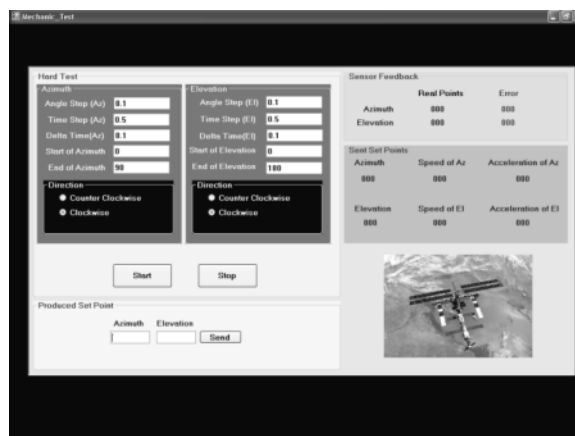 Mechanic_Test
Hard Test
Azimuth
Angle Step (Az) 0.1
Time Step (Az) 0.5
Delta Time(Az) 0.1
Start of Azimuth 0
End of Azimuth 90
Direction
Counter Clockwise
Clockwise
Elevation
Angle Step (El) 0.1
Time Step (El) 0.5
Delta Time(El) 0.1
Start of Elevation 0
End of Elevation 180
Direction
Counter Clockwise
Clockwise
Start Stop
Produced Set Point
Azimuth Elevation
Send
Sensor Feedback
Real Points Error
Azimuth 000 000
Elevation 000 000
Sent Set Points
Azimuth Speed of Az Acceleration of Az
000 000 000
Elevation Speed of El Acceleration of El
000 000 000